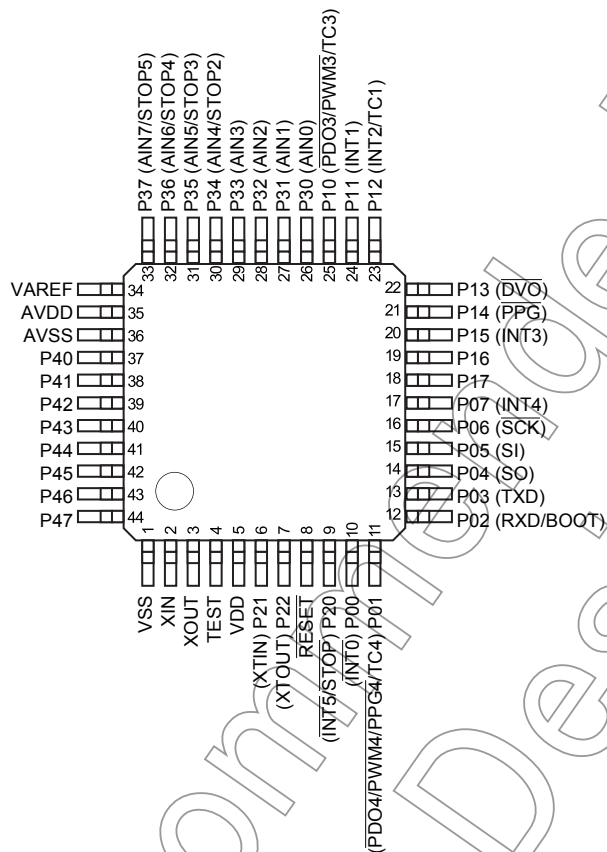 P37 (AIN7/STOP5)
P36 (AIN6/STOP4)
P35 (AIN5/STOP3)
P34 (AIN4/STOP2)
P33 (AIN3)
P32 (AIN2)
P31 (AIN1)
P30 (AIN0)
P10 (PDO3/PWM3/TC3)
P11 (INT1)
P12 (INT2/TC1)
33
32
31
30
29
28
27
26
25
24
23
VAREF 34
AVDD 35
AVSS 36
P40 37
P41 38
P42 39
P43 40
P44 41
P45 42
P46 43
P47 44
22 P13 (DVO)
21 P14 (PPG)
20 P15 (INT3)
19 P16
18 P17
17 P07 (INT4)
16 P06 (SCK)
15 P05 (SI)
14 P04 (SO)
13 P03 (TXD)
12 P02 (RXD/BOOT)
1
2
3
4
5
6
7
8
9
10
11
VSS
XIN
XOUT
TEST
VDD
(XTIN) P21
(XTOUT) P22
RESET
(INT5/STOP) P20
(INT0) P00
(PDO4/PWM4/PPG4/TC4) P01